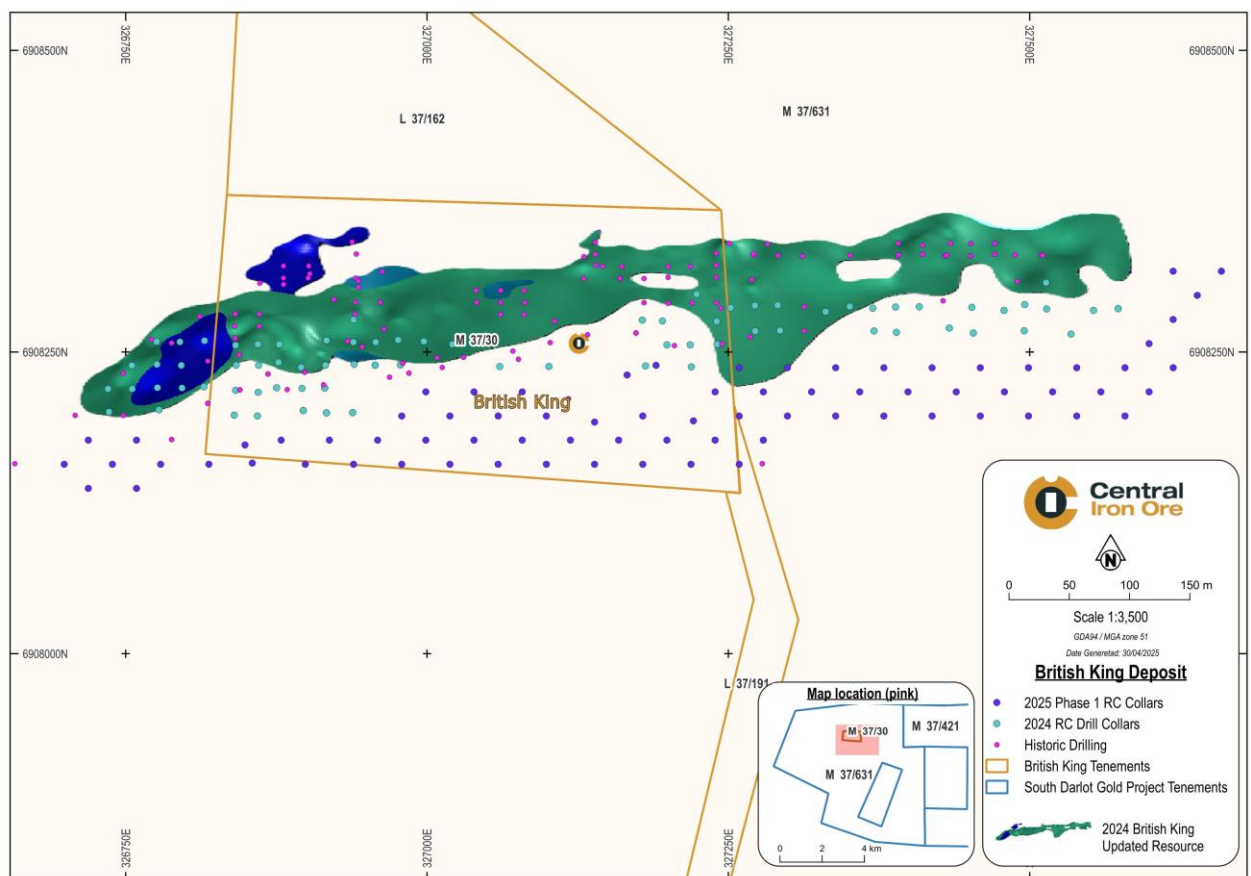 326750E
327000E
327250E
327500E
6908500N
6908500N
L 37/162
M 37/631
6908250N
6908250N
M 37/30
British King
6908000N
L 37/191
326750E
327000E
327250E
Map location (pink)
M 37/30
M 37/421
M 37/631
0 2 4 km
Central
Iron Ore
N
0 50 100 150 m
Scale 1:3,500
GDA94 / MGA zone 51
Date Generetad: 30/04/2025
British King Deposit
2025 Phase 1 RC Collars
2024 RC Drill Collars
Historic Drilling
British King Tenements
South Darlot Gold Project Tenements
2024 British King
Updated Resource